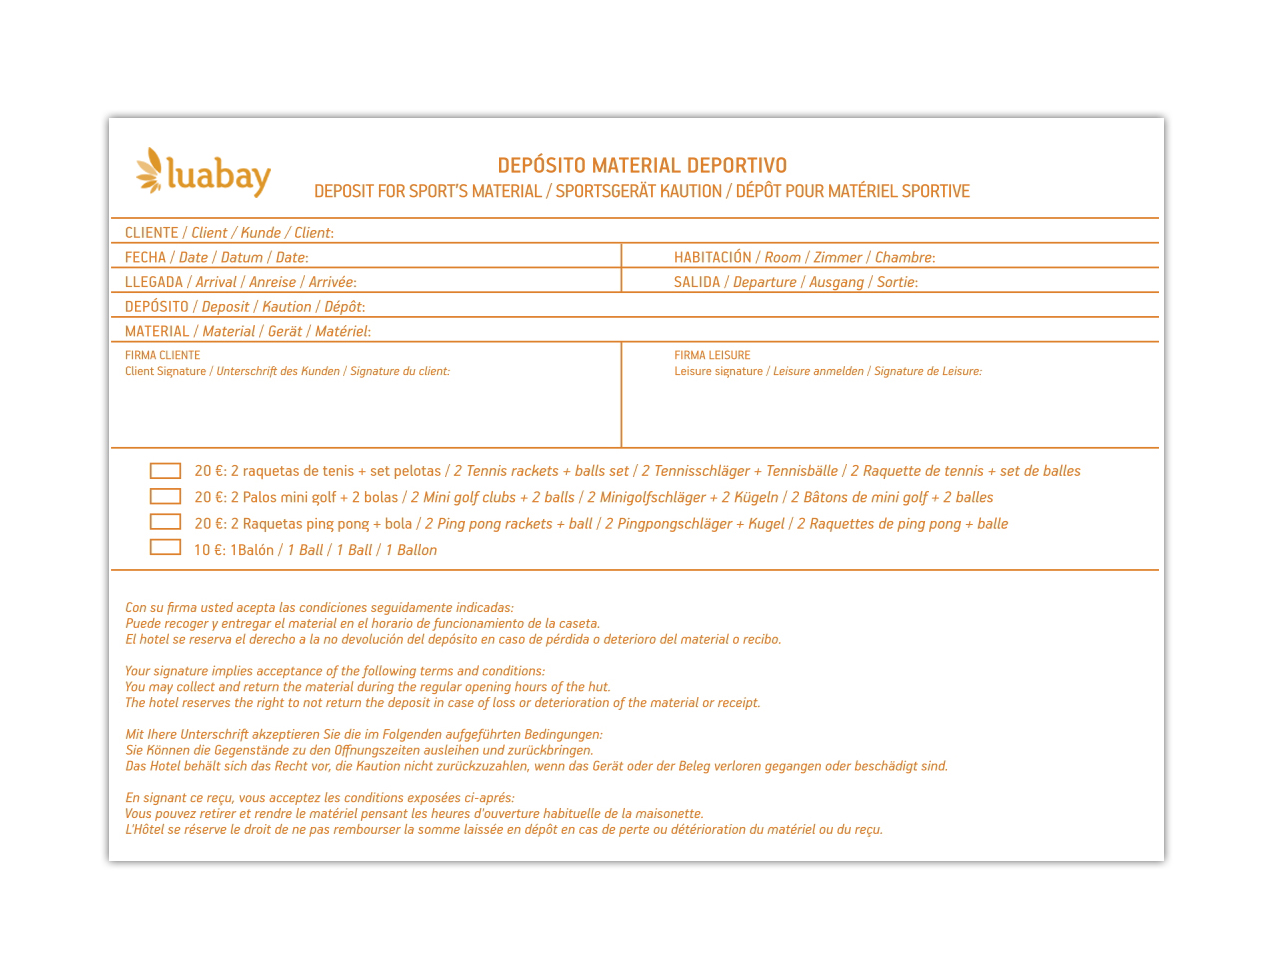 luabay
DEPÓSITO MATERIAL DEPORTIVO
DEPOSIT FOR SPORT'S MATERIAL / SPORTSGERÄT KAUTION / DÉPÔT POUR MATÉRIEL SPORTIVE
CLIENTE / Client / Kunde / Client:
FECHA / Date / Datum / Date:
HABITACIÓN / Room / Zimmer / Chambre:
LLEGADA / Arrival / Anreise / Arrivée:
SALIDA / Departure / Ausgang / Sortie:
DEPÓSITO / Deposit / Kaution / Dépôt:
MATERIAL / Material / Gerät / Matériel:
FIRMA CLIENTE
Client Signature / Unterschrift des Kunden / Signature du client:
FIRMA LEISURE
Leisure signature / Leisure anmelden / Signature de Leisure:
20 €: 2 raquetas de tenis + set pelotas / 2 Tennis rackets + balls set / 2 Tennisschläger + Tennisbälle / 2 Raquette de tennis + set de balles
20 €: 2 Palos mini golf + 2 bolas / 2 Mini golf clubs + 2 balls / 2 Minigolfschläger + 2 Kügeln / 2 Bâtons de mini golf + 2 balles
20 €: 2 Raquetas ping pong + bola / 2 Ping pong rackets + ball / 2 Pingpongschläger + Kugel / 2 Raquettes de ping pong + balle
10 €: 1Balón / 1 Ball / 1 Ball / 1 Ballon
Con su firma usted acepta las condiciones seguidamente indicadas:
Puede recoger y entregar el material en el horario de funcionamiento de la caseta.
El hotel se reserva el derecho a la no devolución del depósito en caso de pérdida o deterioro del material o recibo.
Your signature implies acceptance of the following terms and conditions:
You may collect and return the material during the regular opening hours of the hut.
The hotel reserves the right to not return the deposit in case of loss or deterioration of the material or receipt.
Mit Ihere Unterschrift akzeptieren Sie die im Folgenden aufgeführten Bedingungen:
Sie Können die Gegenstände zu den Offnungszeiten ausleihen und zurückbringen.
Das Hotel behält sich das Recht vor, die Kaution nicht zurückzuzahlen, wenn das Gerät oder der Beleg verloren gegangen oder beschädigt sind.
En signant ce reçu, vous acceptez les conditions exposées ci-aprés:
Vous pouvez retirer et rendre le matériel pensant les heures d'ouverture habituelle de la maisonette.
L'Hôtel se réserve le droit de ne pas rembourser la somme laissée en dépôt en cas de perte ou détérioration du matériel ou du reçu.